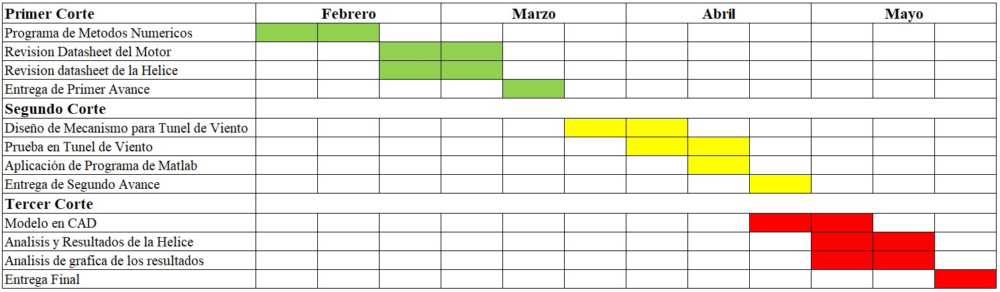 Primer Corte Febrero Marzo Abril Mayo
Programa de Metodos Numericos
Revision Datasheet del Motor
Revision datasheet de la Helice
Entrega de Primer Avance
Segundo Corte
Diseño de Mecanismo para Tunel de Viento
Prueba en Tunel de Viento
Aplicación de Programa de Matlab
Entrega de Segundo Avance
Tercer Corte
Modelo en CAD
Analisis y Resultados de la Helice
Analisis de grafica de los resultados
Entrega Final